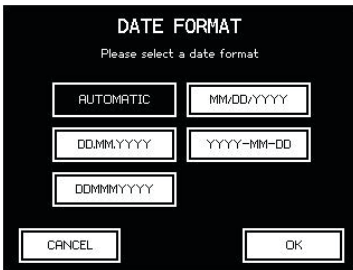 DATE FORMAT
Please select a date format
AUTOMATIC MM/DD/YYYY
DD.MM.YYYY YYYY-MM-DD
DDMMMYYYY
CANCEL OK